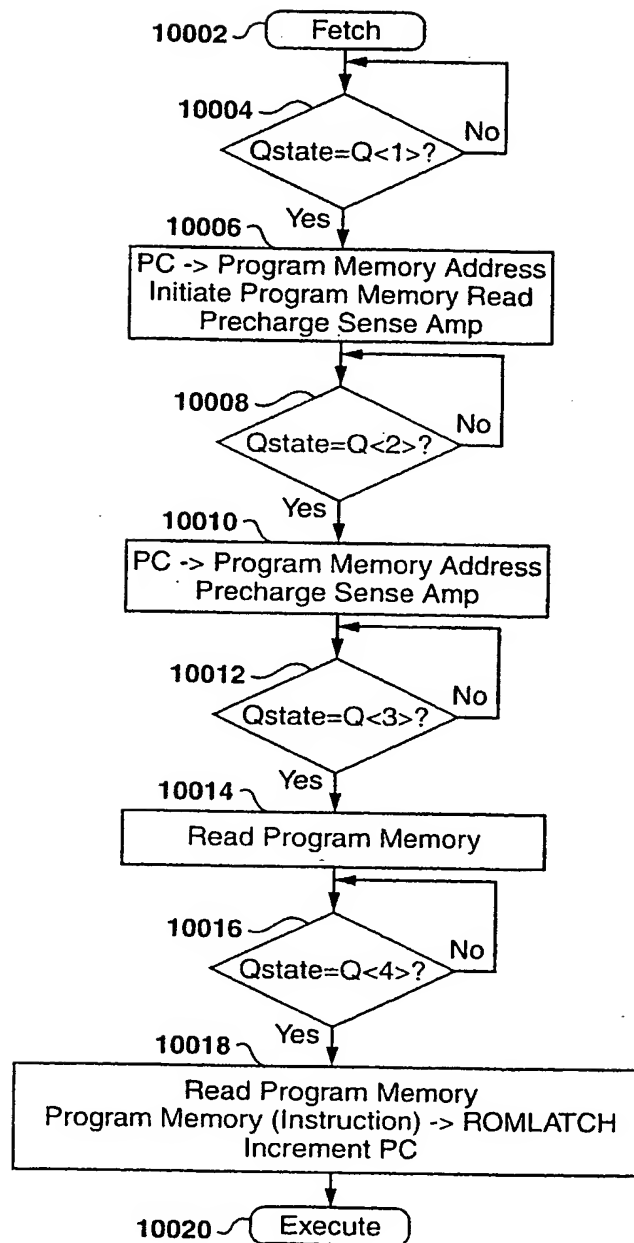 10002 Fetch
10004
Qstate=Q<1>?
No
Yes
10006
PC -> Program Memory Address
Initiate Program Memory Read
Precharge Sense Amp
10008
Qstate=Q<2>?
No
Yes
10010
PC -> Program Memory Address
Precharge Sense Amp
10012
Qstate=Q<3>?
No
Yes
10014
Read Program Memory
10016
Qstate=Q<4>?
No
Yes
10018
Read Program Memory
Program Memory (Instruction) -> ROMLATCH
Increment PC
10020 Execute